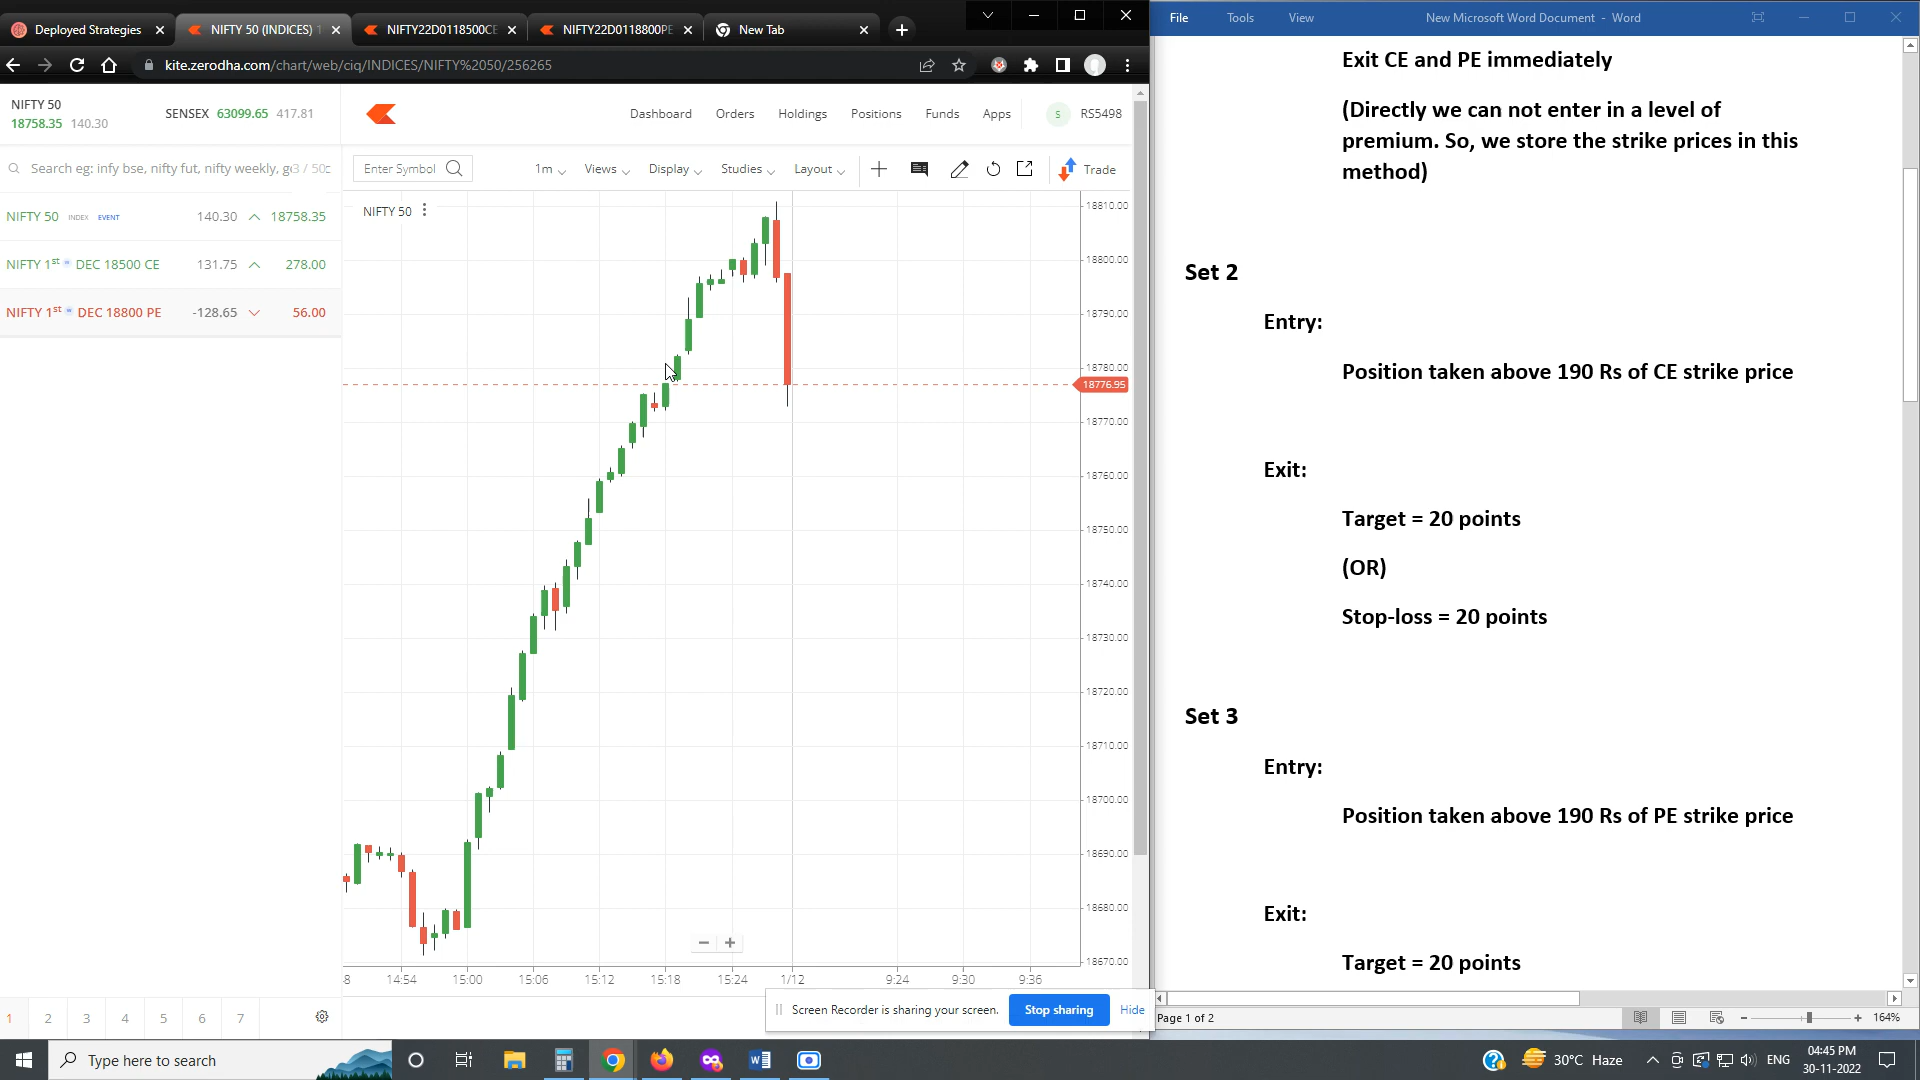 Deployed Strategies
NIFTY 50 (INDICES) 1
NIFTY22D0118500CE
NIFTY22D0118800PE
New Tab
kite.zerodha.com/chart/web/ciq/INDICES/NIFTY%2050/256265
NIFTY 50
18758.35 140.30
SENSEX 63099.65 417.81
Dashboard Orders Holdings Positions Funds Apps S RS5498
Search eg: infy bse, nifty fut, nifty weekly, 3 / 50
Enter Symbol 1m Views Display Studies Layout Trade
NIFTY 50 INDEX EVENT 140.30 18758.35
NIFTY 1st DEC 18500 CE 131.75 278.00
NIFTY 1st DEC 18800 PE -128.65 56.00
NIFTY 50
18810.00
18800.00
18790.00
18780.00
18776.95
18770.00
18760.00
18750.00
18740.00
18730.00
18720.00
18710.00
18700.00
18690.00
18680.00
18670.00
14:54 15:00 15:06 15:12 15:18 15:24 1/12 9:24 9:30 9:36
1 2 3 4 5 6 7
Screen Recorder is sharing your screen. Stop sharing Hide
File Tools View New Microsoft Word Document - Word
Exit CE and PE immediately
(Directly we can not enter in a level of
premium. So, we store the strike prices in this
method)
Set 2
Entry:
Position taken above 190 Rs of CE strike price
Exit:
Target = 20 points
(OR)
Stop-loss = 20 points
Set 3
Entry:
Position taken above 190 Rs of PE strike price
Exit:
Target = 20 points
Page 1 of 2 164%
Type here to search
30°C Haze ENG 04:45 PM
30-11-2022